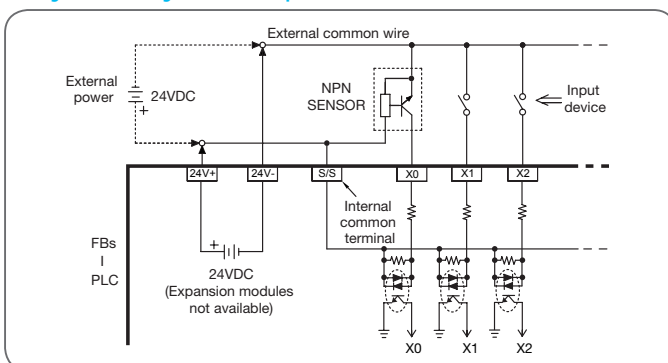 External common wire
External
power
24VDC
+
NPN
SENSOR
Input
device
24V+
24V-
S/S
X0
X1
X2
Internal
common
terminal
FBs
I
PLC
+
24VDC
(Expansion modules
not available)
X0
X1
X2